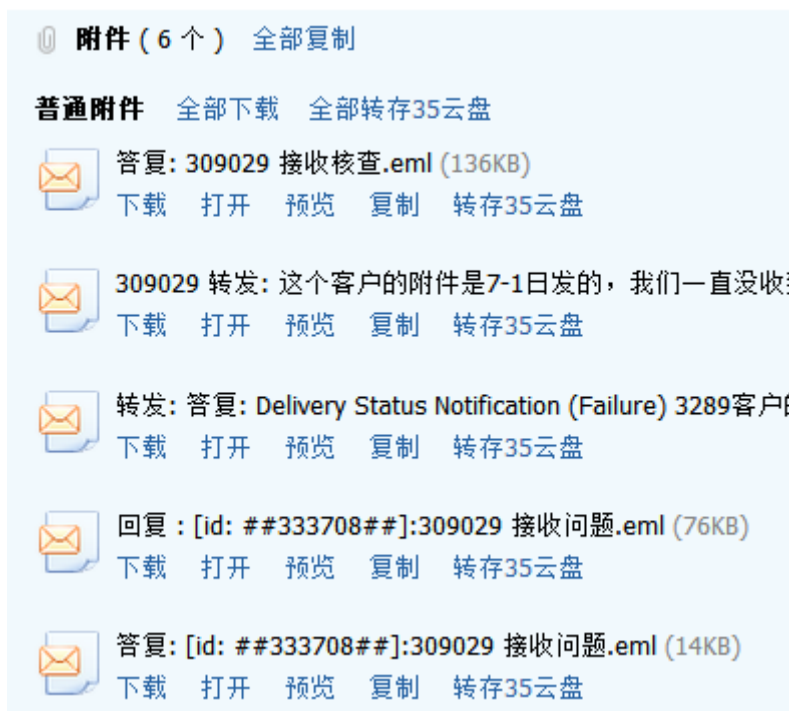 附件 ( 6 个 ) 全部复制
普通附件 全部下载 全部转存35云盘
答复: 309029 接收核查.eml (136KB)
下载 打开 预览 复制 转存35云盘
309029 转发: 这个客户的附件是7-1日发的，我们一直没收
下载 打开 预览 复制 转存35云盘
转发: 答复: Delivery Status Notification (Failure) 3289客户
下载 打开 预览 复制 转存35云盘
回复 : [id: ##333708##]:309029 接收问题.eml (76KB)
下载 打开 预览 复制 转存35云盘
答复: [id: ##333708##]:309029 接收问题.eml (14KB)
下载 打开 预览 复制 转存35云盘